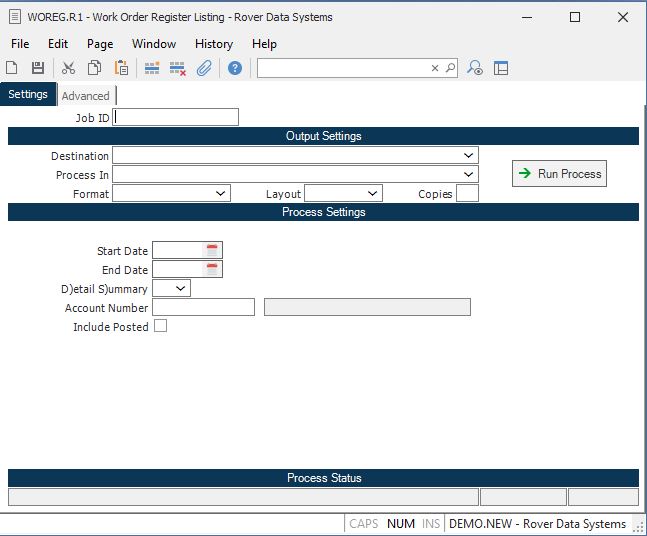 WOREG.R1 - Work Order Register Listing - Rover Data Systems
File Edit Page Window History Help
Settings Advanced
Job ID
Output Settings
Destination
Process In
Run Process
Format Layout Copies
Process Settings
Start Date
End Date
D)etail S)ummary
Account Number
Include Posted
Process Status
CAPS NUM INS DEMO.NEW - Rover Data Systems